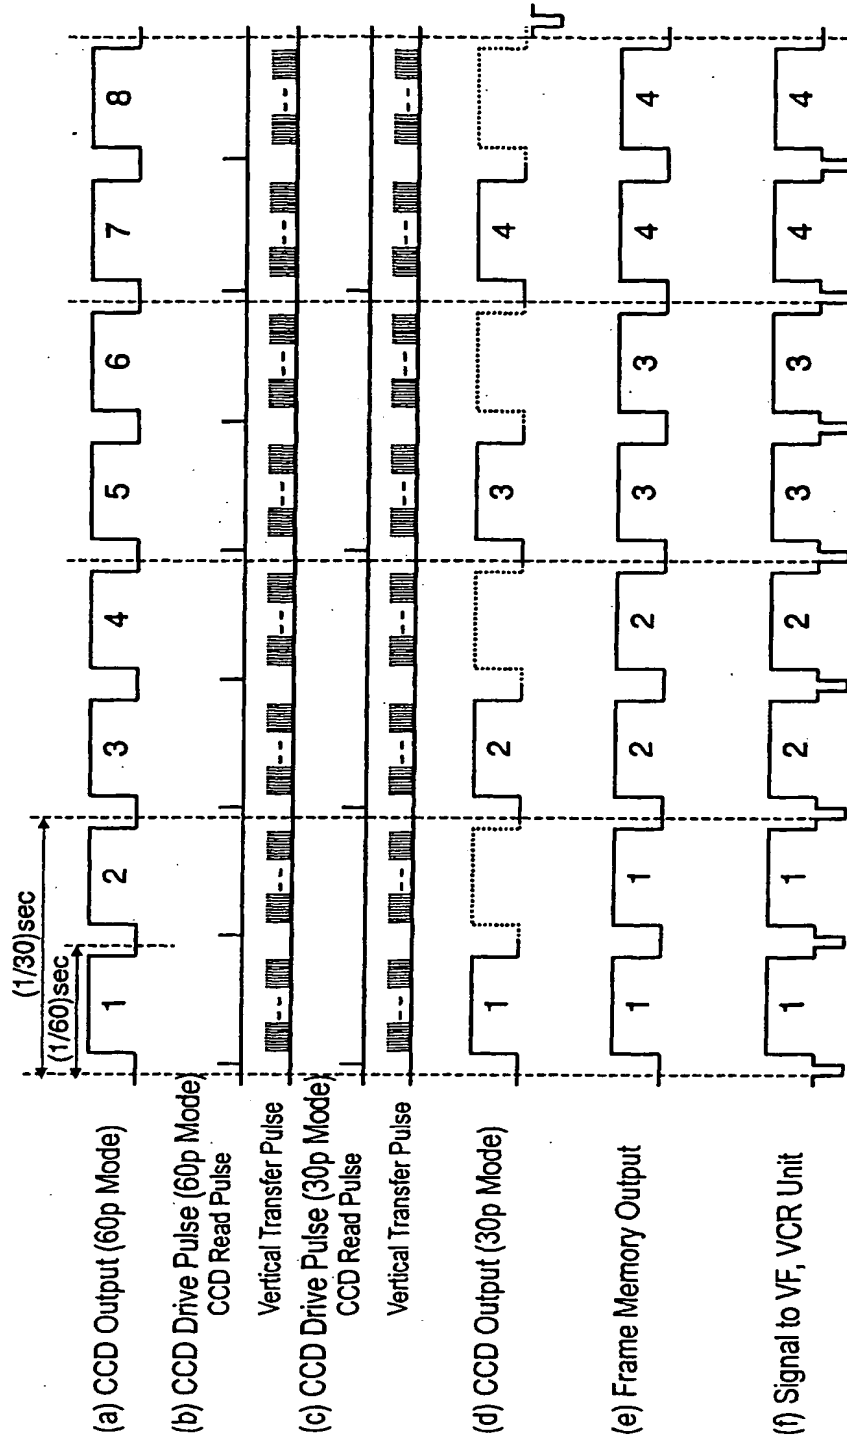 (1/30)sec
(1/60)sec
(a) CCD Output (60p Mode)
1 2 3 4 5 6 7 8
(b) CCD Drive Pulse (60p Mode)
CCD Read Pulse
Vertical Transfer Pulse
(c) CCD Drive Pulse (30p Mode)
CCD Read Pulse
Vertical Transfer Pulse
(d) CCD Output (30p Mode)
1 2 3 4
(e) Frame Memory Output
1 1 2 2 3 3 4 4
(f) Signal to VF, VCR Unit
1 1 2 2 3 3 4 4